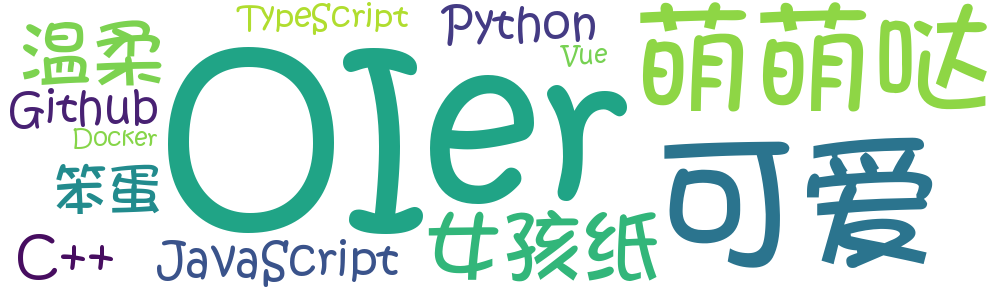 TypeScript
Python
萌萌哒
温柔
OIer
Vue
Github
Docker
可爱
笨蛋
女孩纸
C++
JavaScript